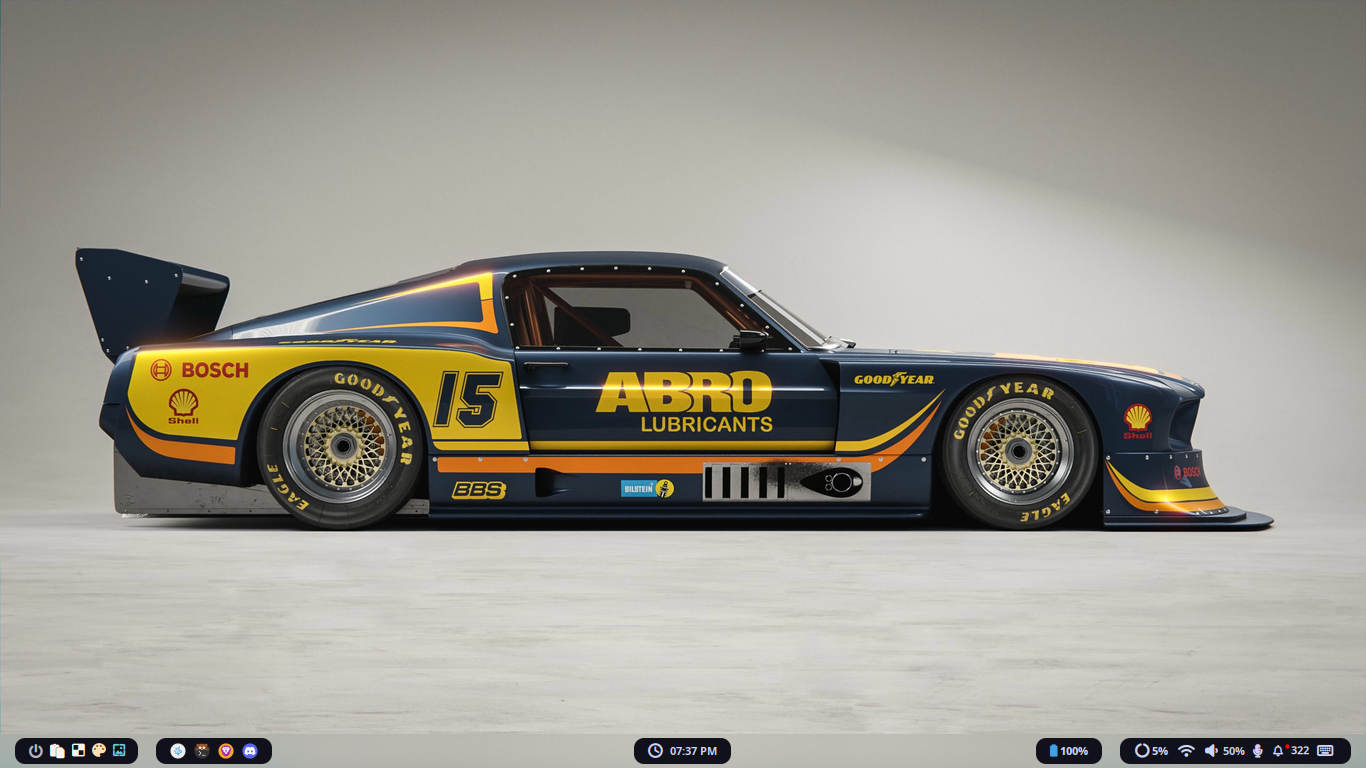 GOODYEAR
BOSCH
Shell
GOODYEAR
EAGLE
15
ABRO
LUBRICANTS
GOODYEAR
GOODYEAR
EAGLE
Shell
BOSCH
BBS
BILSTEIN
07:37 PM
100%
5%
50%
322